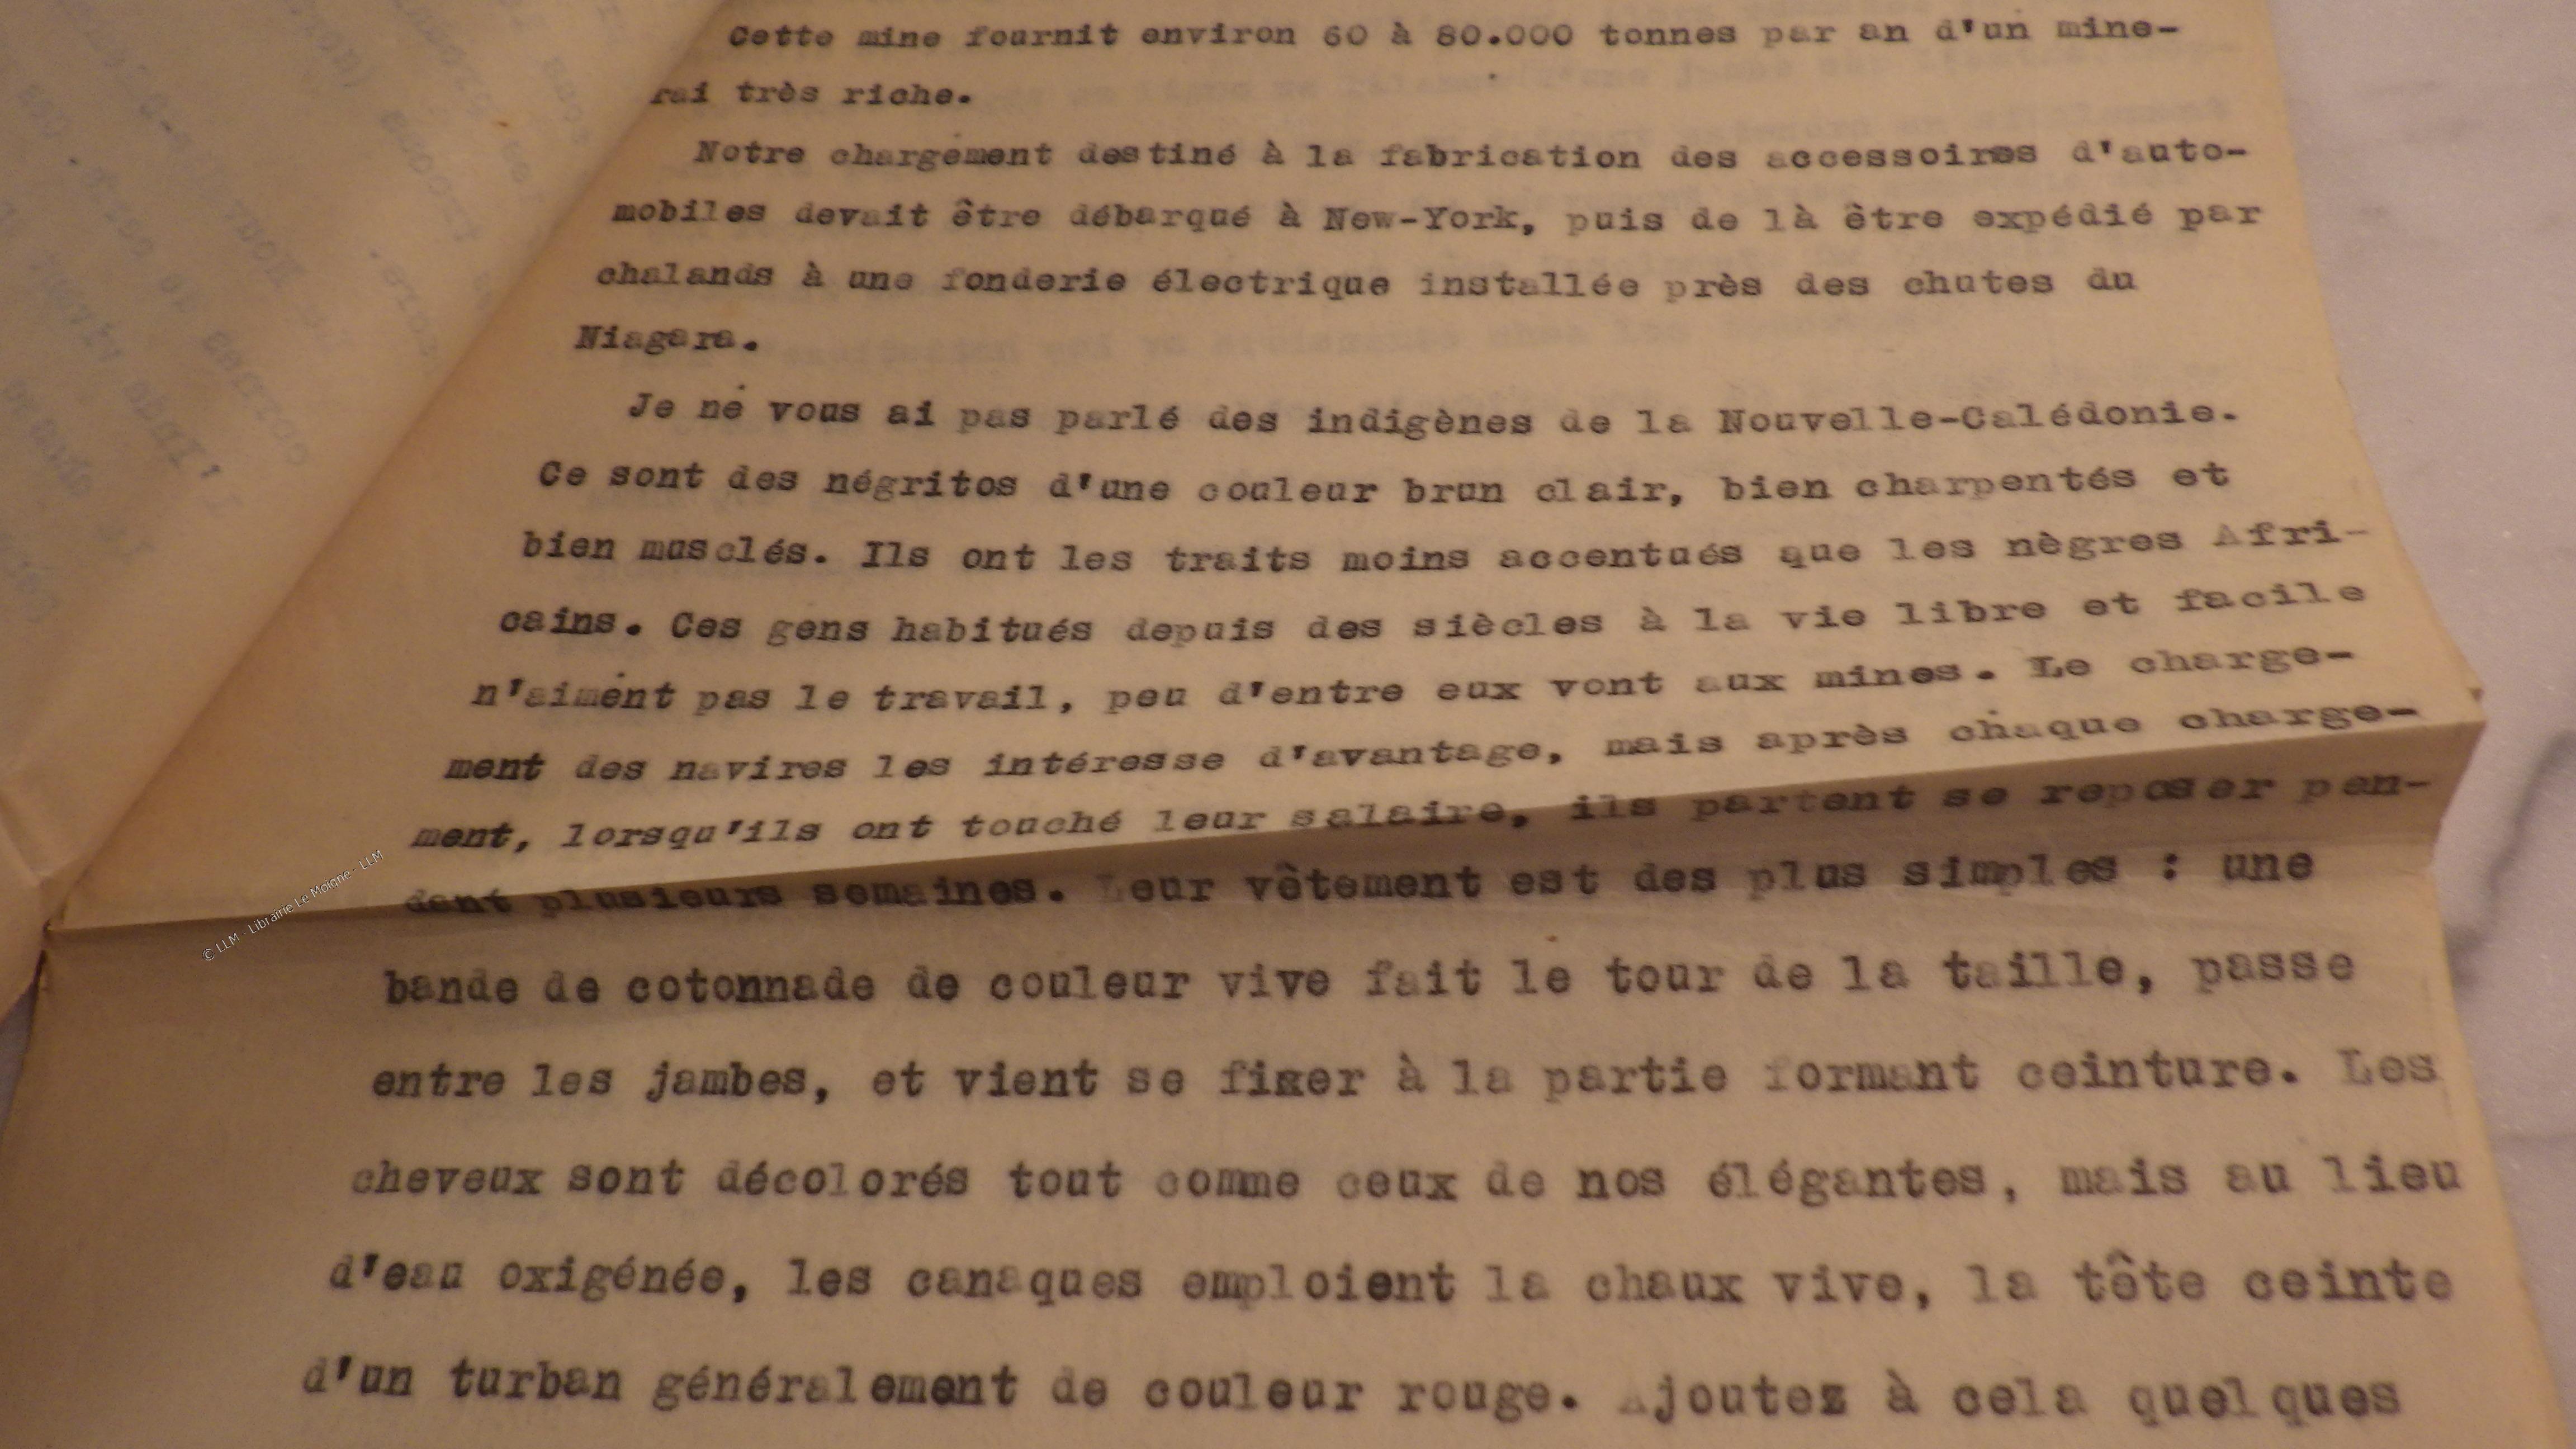 Cette mine fournit environ 60 à 80.000 tonnes par an d'un mine-
rai très riche.
Notre chargement destiné à la fabrication des accessoires d'auto-
mobiles devait être débarqué à New-York, puis de là être expédié par
chalands à une fonderie électrique installée près des chutes du
Niagara.
Je ne vous ai pas parlé des indigènes de la Nouvelle-Calédonie.
Ce sont des négritos d'une couleur brun clair, bien charpentés et
bien musclés. Ils ont les traits moins accentués que les nègres Afri-
cains. Ces gens habitués depuis des siècles à la vie libre et facile
n'aiment pas le travail, peu d'entre eux vont aux mines. Le charge-
ment des navires les intéresse d'avantage, mais après chaque charge-
ment, lorsqu'ils ont touché leur salaire, ils partent se reposer pen-
dant plusieurs semaines. Leur vêtement est des plus simples : une
bande de cotonnade de couleur vive fait le tour de la taille, passe
entre les jambes, et vient se fixer à la partie formant ceinture. Les
cheveux sont décolorés tout comme ceux de nos élégantes, mais au lieu
d'eau oxigénée, les canaques emploient la chaux vive, la tête ceinte
d'un turban généralement de couleur rouge. Ajoutez à cela quelques
© LLM - Librairie Le Moigne - LLM